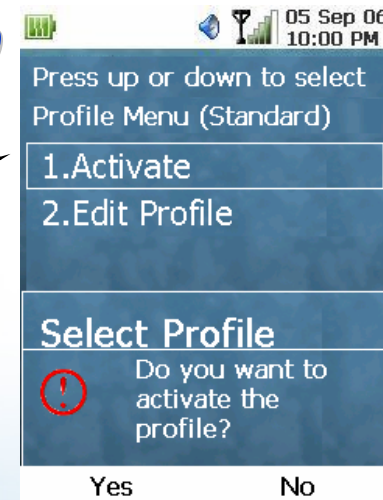 05 Sep 06
10:00 PM
Press up or down to select
Profile Menu (Standard)
1.Activate
2.Edit Profile
Select Profile
Do you want to
activate the
profile?
Yes No